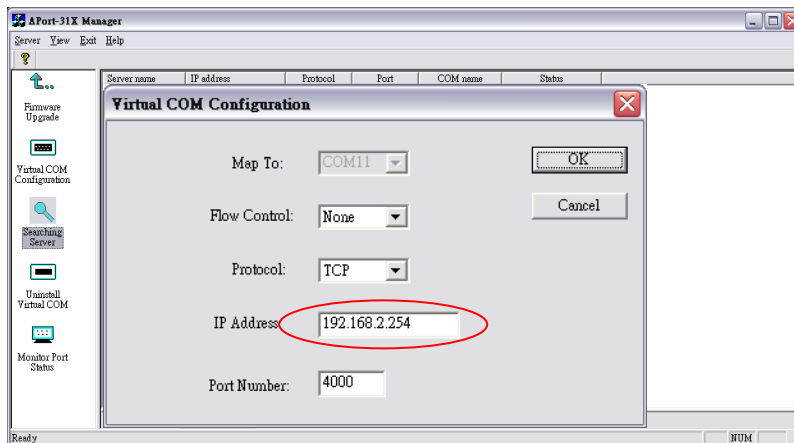 APort-31X Manager
Server View Exit Help
Server name IP address Protocol Port COM name Status
Firmware
Upgrade
Virtual COM
Configuration
Searching
Server
Uninstall
Virtual COM
Monitor Port
Status
Virtual COM Configuration
Map To: COM11
OK
Flow Control: None
Cancel
Protocol: TCP
IP Address 192.168.2.254
Port Number: 4000
Ready NUM